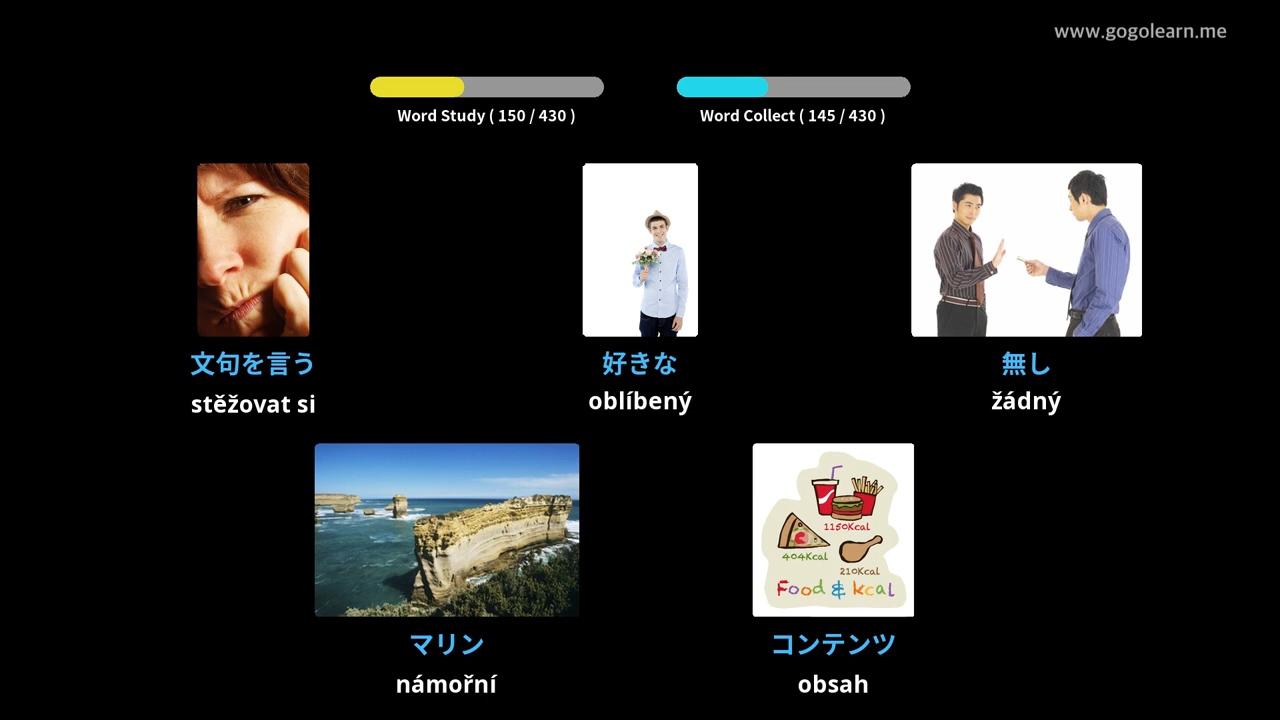 www.gogolearn.me
Word Study ( 150 / 430 )
Word Collect ( 145 / 430 )
文句を言う
stěžovat si
好きな
oblíbený
無し
žádný
マリン
námořní
1150Kcal
404Kcal
210Kcal
Food & kcal
コンテンツ
obsah